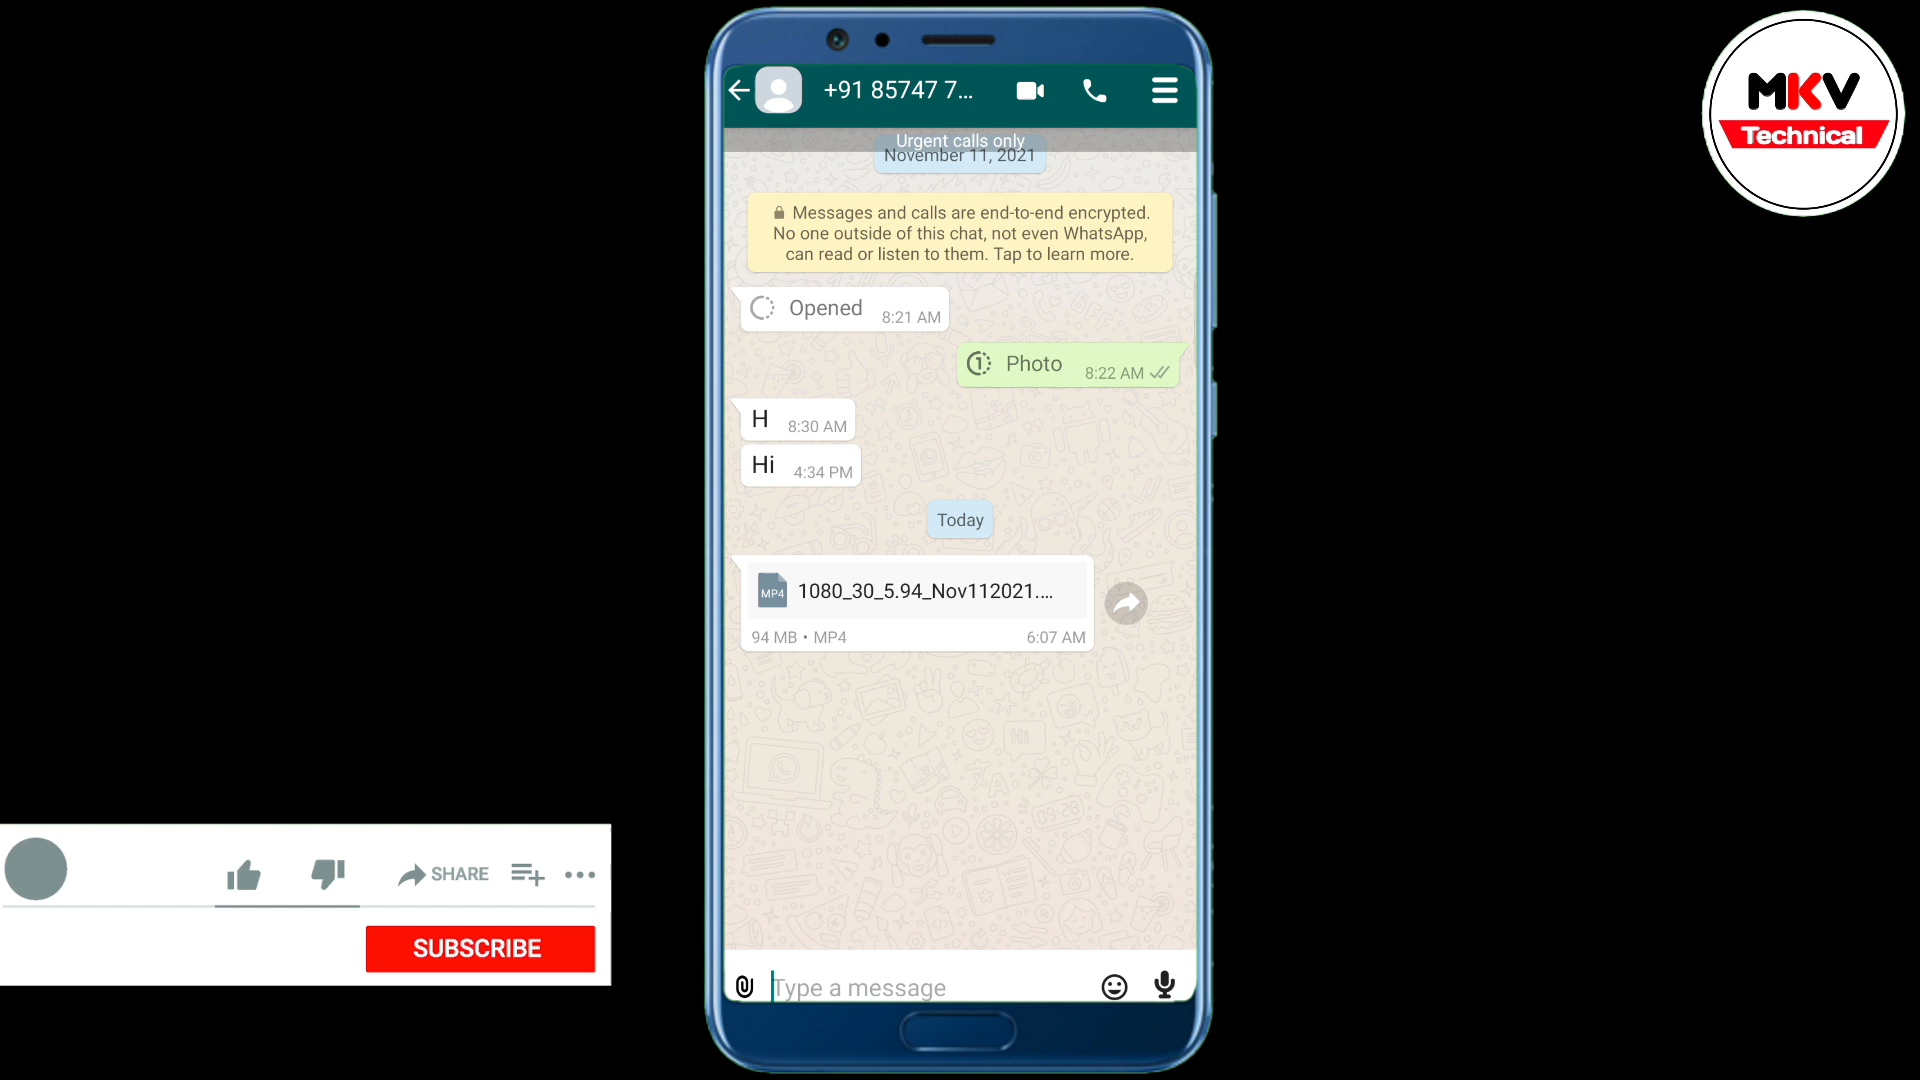 MKV
Technical
+91 85747 7...
Urgent calls only
November 11, 2021
Messages and calls are end-to-end encrypted.
No one outside of this chat, not even WhatsApp,
can read or listen to them. Tap to learn more.
Opened 8:21 AM
1 Photo 8:22 AM
H 8:30 AM
Hi 4:34 PM
Today
MP4 1080_30_5.94_Nov112021....
94 MB • MP4 6:07 AM
SHARE
SUBSCRIBE
Type a message